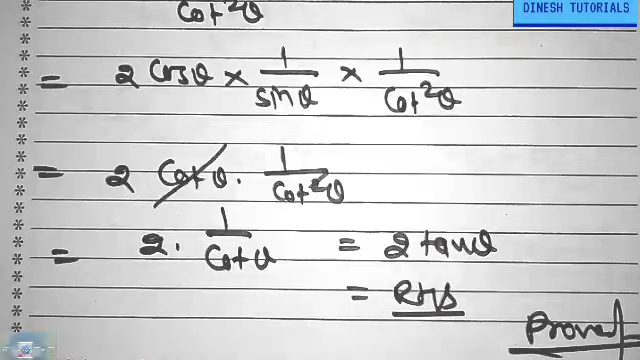 DINESH TUTORIALS
Cot²θ
= 2 Cosθ × 1/sinθ × 1/Cot²θ
= 2 Cotθ · 1/Cot²θ
= 2 · 1/Cotθ = 2 tanθ
= RHS
Proved